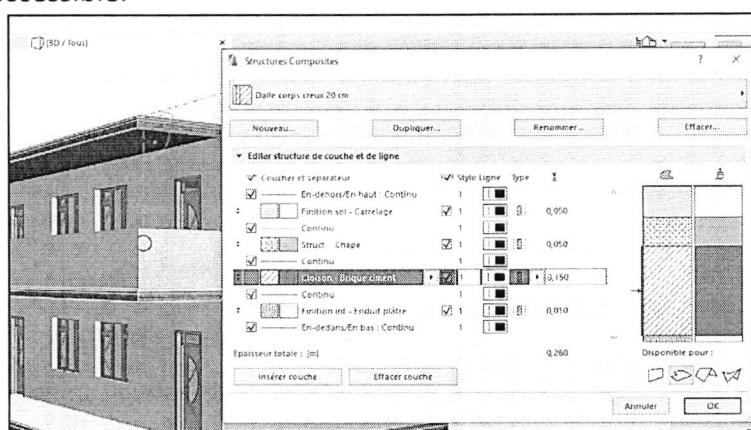 (3D / Tous)
Structures Composites ? ×
Dalle corps creux 20 cm
Nouveau... Dupliquer... Renommer... Effacer...
Editer structure de couche et de ligne
Coucher et séparateur Style Ligne Type
En-dehors/En haut : Continu 1
Finition sol - Carrelage 1 0,050
Continu 1
Struct - Chape 1 0,050
Continu 1
Cloison - Brique ciment 1 0,150
Continu 1
Finition int - Enduit plâtre 1 0,010
En-dedans/En bas : Continu 1
Epaisseur totale : [m] 0,260 Disponible pour :
Insérer couche Effacer couche
Annuler OK